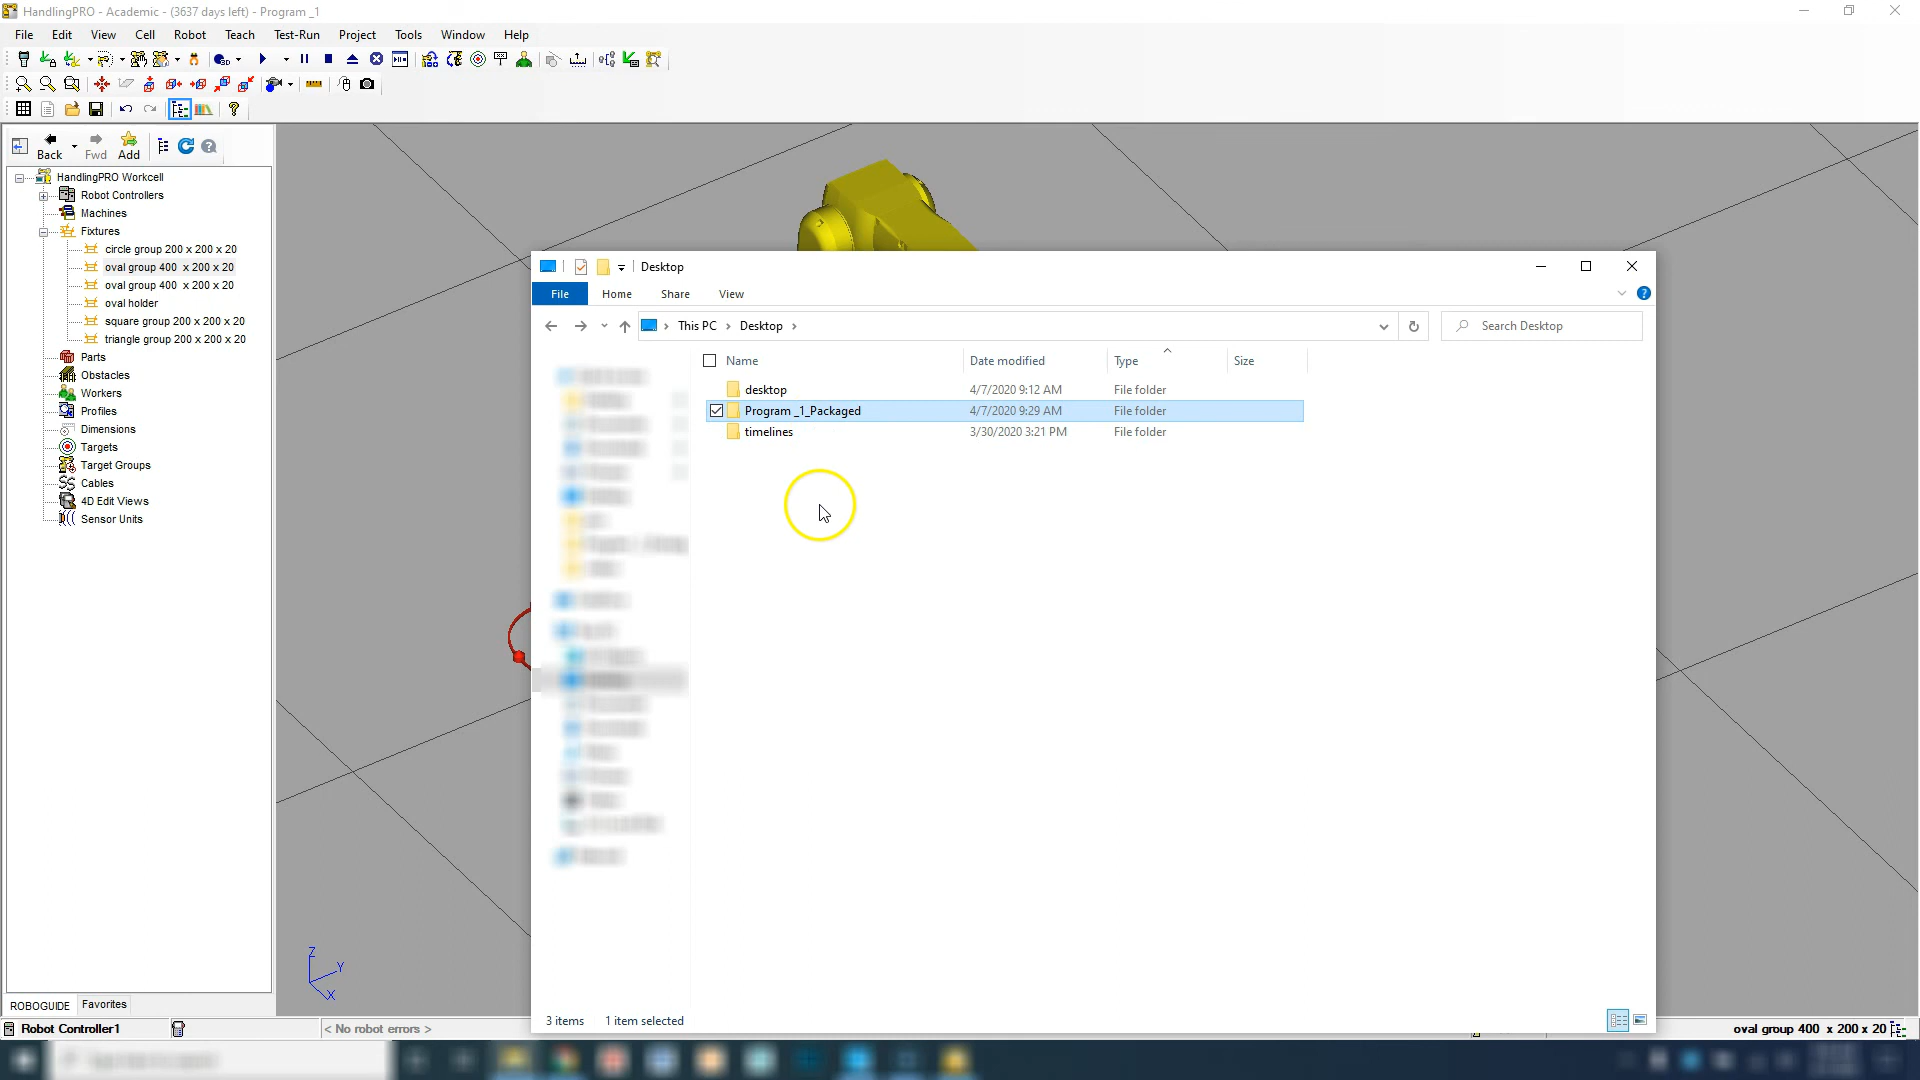 HandlingPRO - Academic - (3637 days left) - Program _1
File Edit View Cell Robot Teach Test-Run Project Tools Window Help
Back Fwd Add
HandlingPRO Workcell
Robot Controllers
Machines
Fixtures
circle group 200 x 200 x 20
oval group 400 x 200 x 20
oval group 400 x 200 x 20
oval holder
square group 200 x 200 x 20
triangle group 200 x 200 x 20
Parts
Obstacles
Workers
Profiles
Dimensions
Targets
Target Groups
Cables
4D Edit Views
Sensor Units
ROBOGUIDE Favorites
Robot Controller1
< No robot errors >
oval group 400 x 200 x 20
Z
Y
X
Desktop
File Home Share View
This PC > Desktop >
Search Desktop
Name Date modified Type Size
desktop 4/7/2020 9:12 AM File folder
Program _1_Packaged 4/7/2020 9:29 AM File folder
timelines 3/30/2020 3:21 PM File folder
3 items 1 item selected